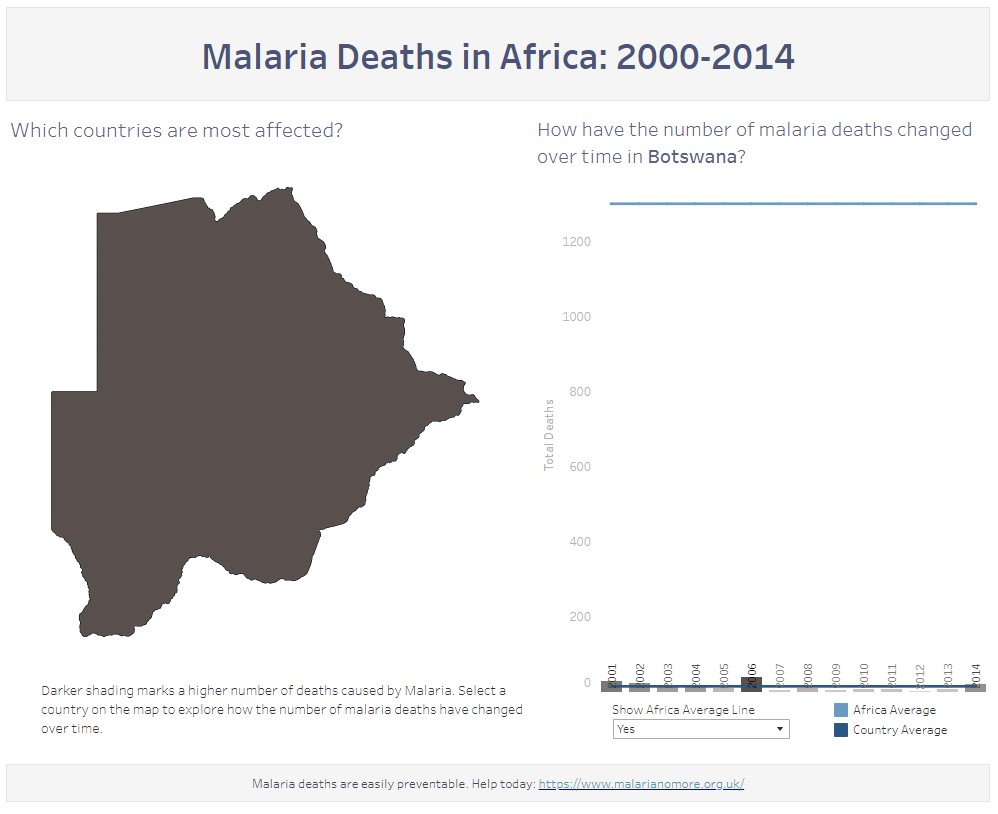 Malaria Deaths in Africa: 2000-2014
Which countries are most affected?
How have the number of malaria deaths changed
over time in Botswana?
1200
1000
800
600
400
200
0
Total Deaths
2001
2002
2003
2004
2005
2006
2007
2008
2009
2010
2011
2012
2013
2014
Darker shading marks a higher number of deaths caused by Malaria. Select a
country on the map to explore how the number of malaria deaths have changed
over time.
Show Africa Average Line
Yes
Africa Average
Country Average
Malaria deaths are easily preventable. Help today: https://www.malarianomore.org.uk/